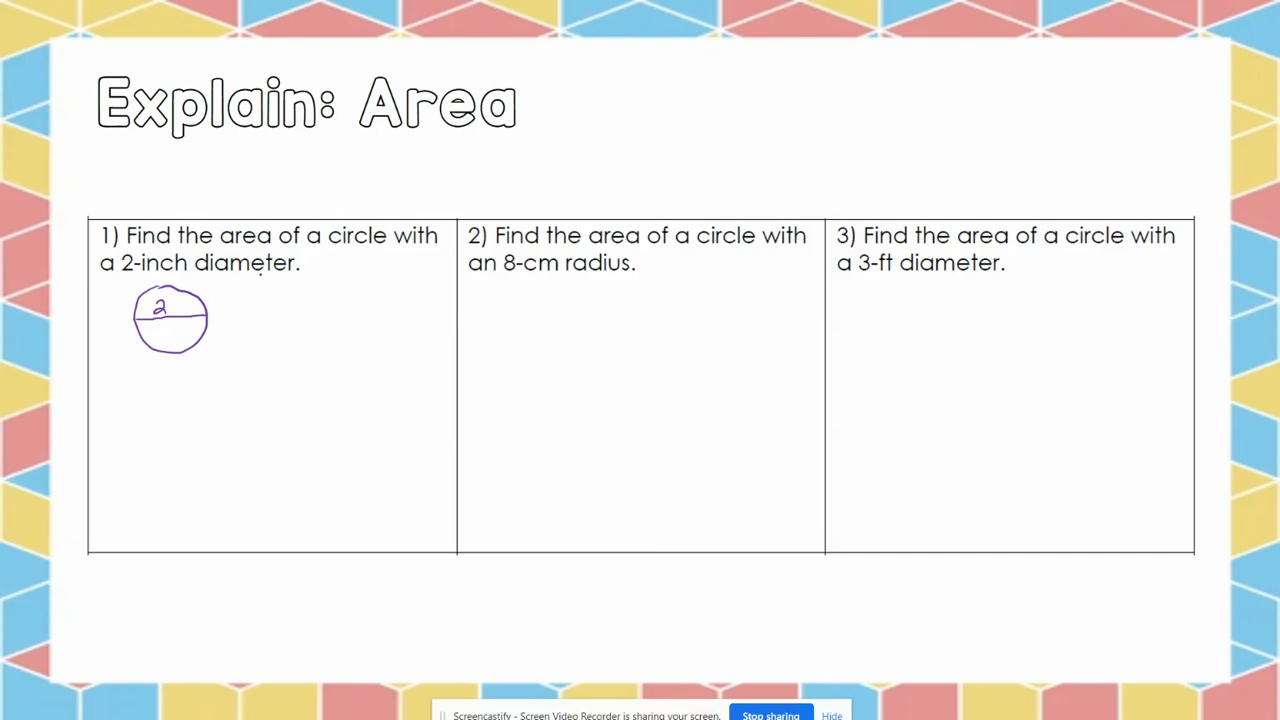 Explain: Area
1) Find the area of a circle with
a 2-inch diameter.
2
2) Find the area of a circle with
an 8-cm radius.
3) Find the area of a circle with
a 3-ft diameter.
Screencastify - Screen Video Recorder is sharing your screen.
Stop sharing
Hide